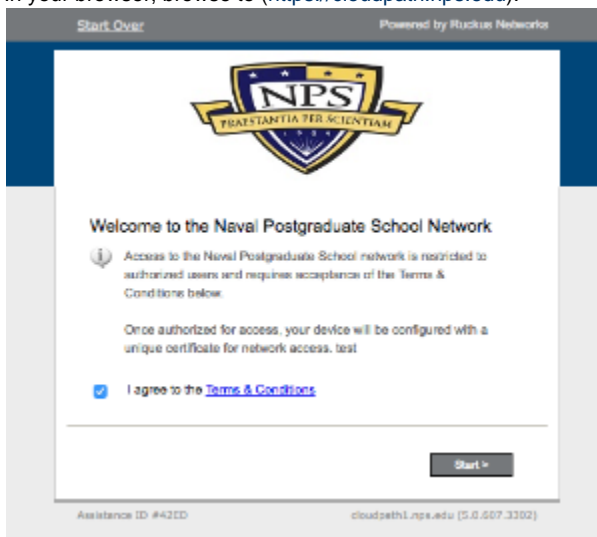 in your browser, browse to (https://cloudpath.nps.edu).
Start Over
Powered by Ruckus Networks
NPS
PRAESTANTIA PER SCIENTIAM
Welcome to the Naval Postgraduate School Network
Access to the Naval Postgraduate School network is restricted to
authorized users and requires acceptance of the Terms &
Conditions below.
Once authorized for access, your device will be configured with a
unique certificate for network access. test
I agree to the Terms & Conditions
Start >
Assistance ID #42ED
cloudpath1.nps.edu (5.0.607.3202)